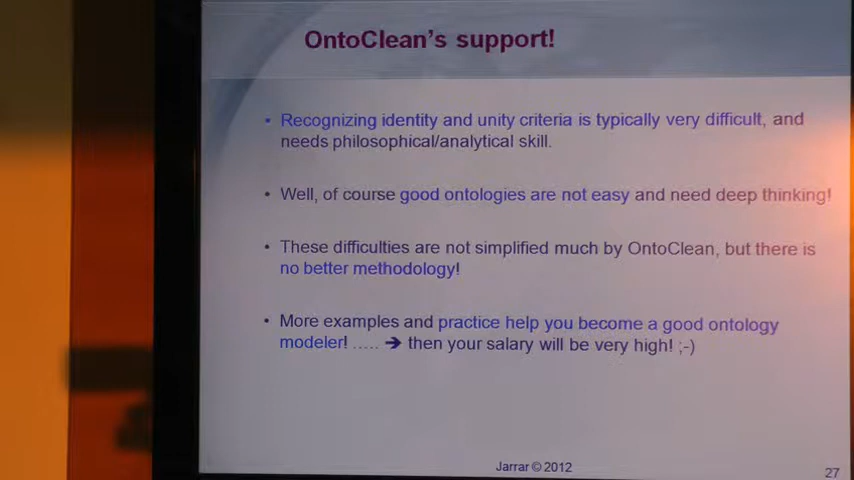 OntoClean's support!
• Recognizing identity and unity criteria is typically very difficult, and
needs philosophical/analytical skill.
• Well, of course good ontologies are not easy and need deep thinking!
• These difficulties are not simplified much by OntoClean, but there is
no better methodology!
• More examples and practice help you become a good ontology
modeler! ..... ➔ then your salary will be very high! ;-)
Jarrar © 2012
27